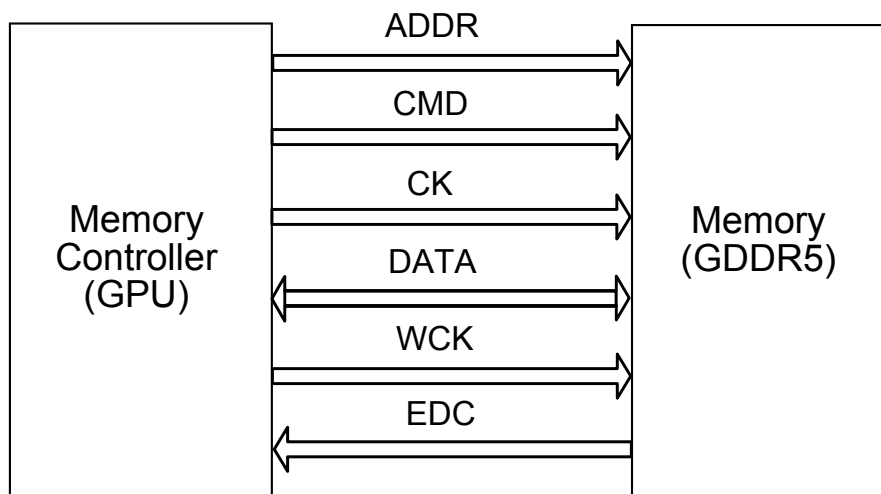 ADDR
CMD
CK
DATA
WCK
EDC
Memory
Controller
(GPU)
Memory
(GDDR5)